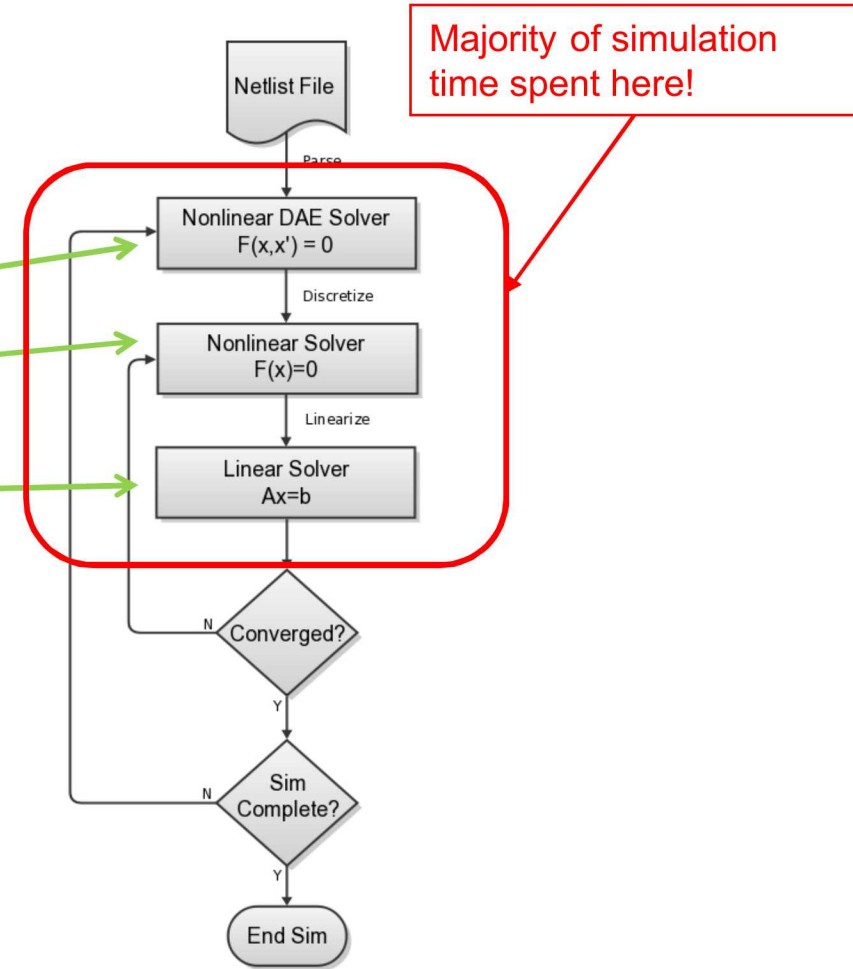 Majority of simulation
time spent here!
Netlist File
Parse
Nonlinear DAE Solver
F(x,x') = 0
Discretize
Nonlinear Solver
F(x)=0
Linearize
Linear Solver
Ax=b
N
Converged?
Y
N
Sim
Complete?
Y
End Sim